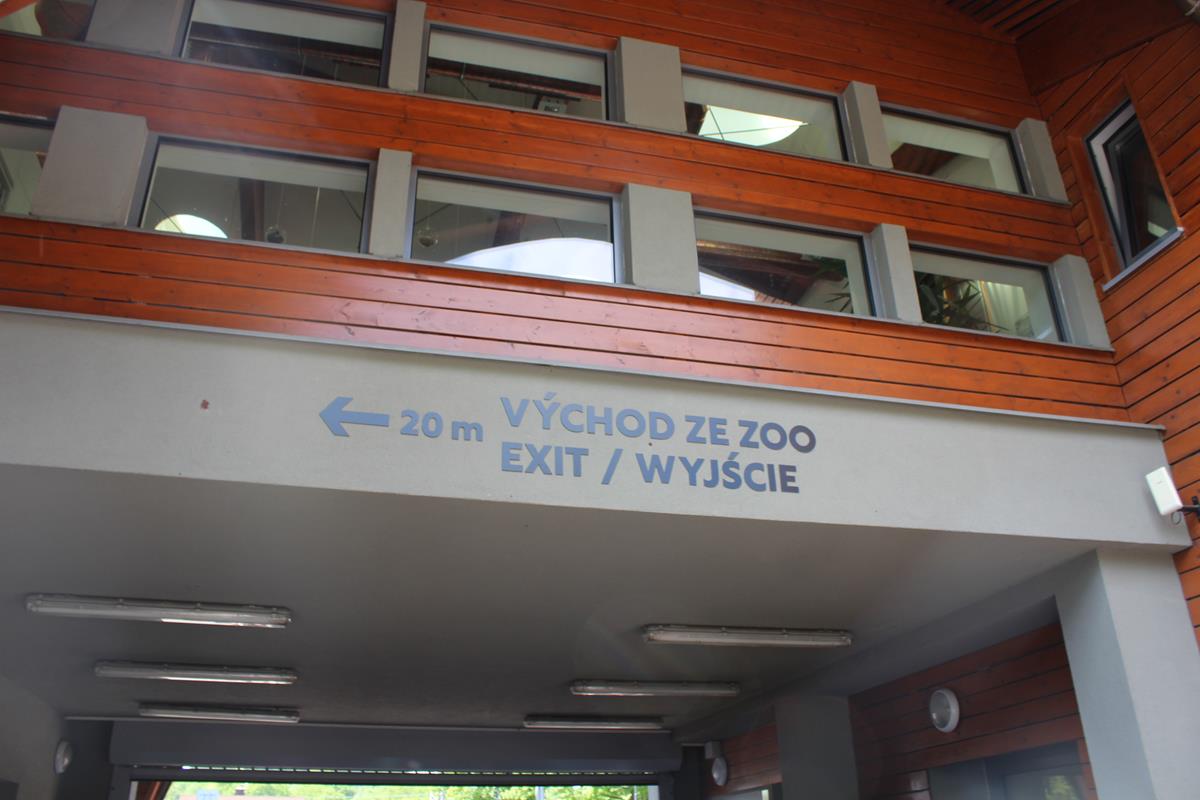 ← 20 m VÝCHOD ZE ZOO
EXIT / WYJŚCIE